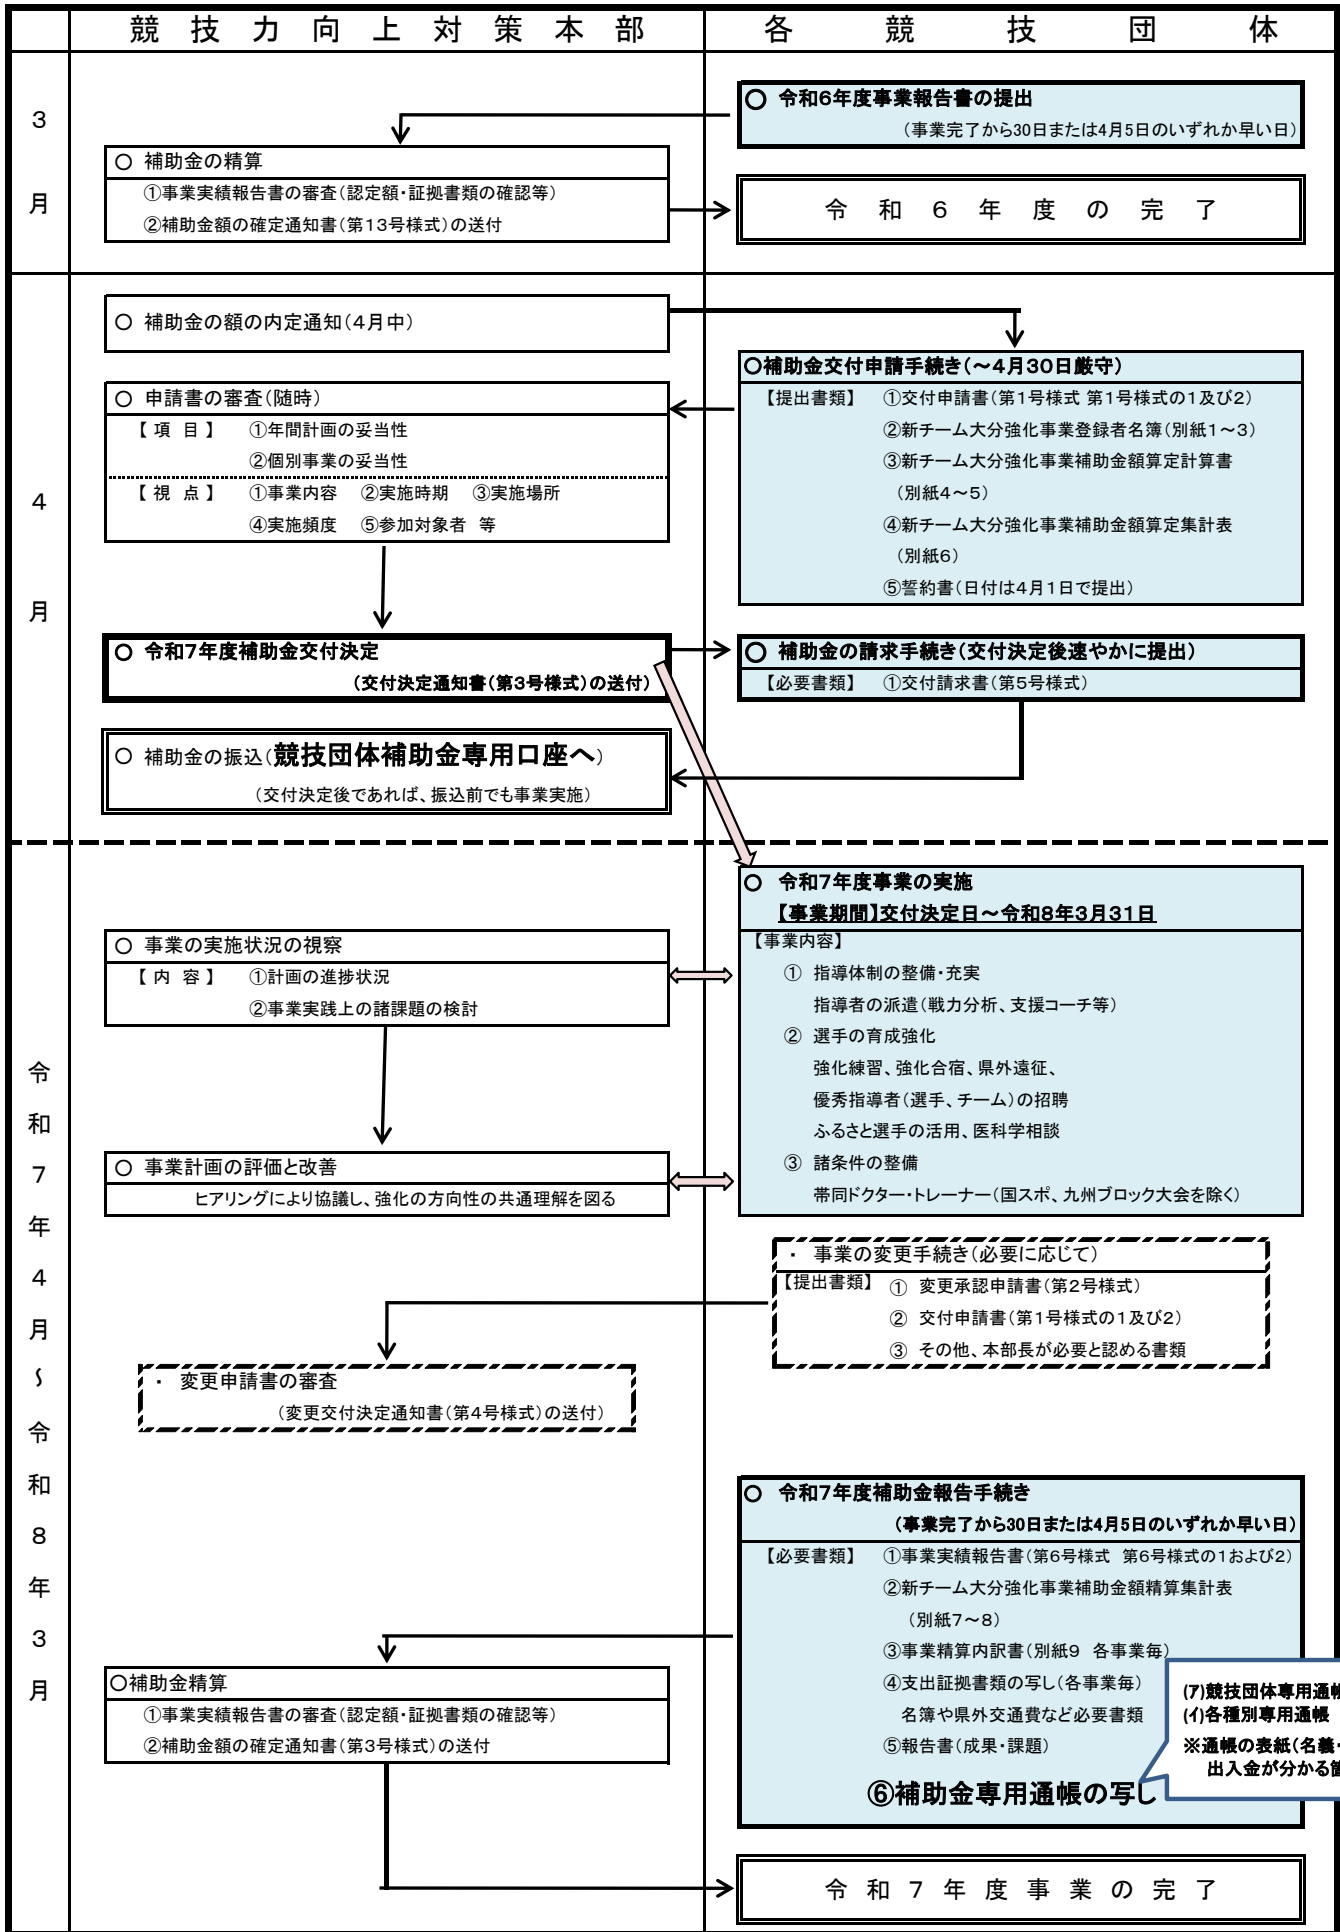 競技力向上対策本部
各競技団体
3月
〇 令和6年度事業報告書の提出
（事業完了から30日または4月5日のいずれか早い日）
〇 補助金の精算
①事業実績報告書の審査（認定額・証拠書類の確認等）
②補助金額の確定通知書（第13号様式）の送付
令和6年度の完了
4月
〇 補助金の額の内定通知（4月中）
〇補助金交付申請手続き（～4月30日厳守）
【提出書類】 ①交付申請書（第1号様式 第1号様式の1及び2）
②新チーム大分強化事業登録者名簿（別紙1～3）
③新チーム大分強化事業補助金額算定計算書
（別紙4～5）
④新チーム大分強化事業補助金額算定集計表
（別紙6）
⑤誓約書（日付は4月1日で提出）
〇 申請書の審査（随時）
【 項 目 】 ①年間計画の妥当性
②個別事業の妥当性
【 視 点 】 ①事業内容 ②実施時期 ③実施場所
④実施頻度 ⑤参加対象者 等
〇 令和7年度補助金交付決定
（交付決定通知書（第3号様式）の送付）
〇 補助金の請求手続き（交付決定後速やかに提出）
【必要書類】 ①交付請求書（第5号様式）
〇 補助金の振込（競技団体補助金専用口座へ）
（交付決定後であれば、振込前でも事業実施）
令和7年4月～令和8年3月
〇 令和7年度事業の実施
【事業期間】交付決定日～令和8年3月31日
【事業内容】
① 指導体制の整備・充実
指導者の派遣（戦力分析、支援コーチ等）
② 選手の育成強化
強化練習、強化合宿、県外遠征、
優秀指導者（選手、チーム）の招聘
ふるさと選手の活用、医科学相談
③ 諸条件の整備
帯同ドクター・トレーナー（国スポ、九州ブロック大会を除く）
〇 事業の実施状況の視察
【 内 容 】 ①計画の進捗状況
②事業実践上の諸課題の検討
〇 事業計画の評価と改善
ヒアリングにより協議し、強化の方向性の共通理解を図る
・ 事業の変更手続き（必要に応じて）
【提出書類】 ① 変更承認申請書（第2号様式）
② 交付申請書（第1号様式の1及び2）
③ その他、本部長が必要と認める書類
・ 変更申請書の審査
（変更交付決定通知書（第4号様式）の送付）
〇 令和7年度補助金報告手続き
（事業完了から30日または4月5日のいずれか早い日）
【必要書類】 ①事業実績報告書（第6号様式 第6号様式の1および2）
②新チーム大分強化事業補助金額精算集計表
（別紙7～8）
③事業精算内訳書（別紙9 各事業毎）
④支出証拠書類の写し（各事業毎）
名簿や県外交通費など必要書類
⑤報告書（成果・課題）
⑥補助金専用通帳の写し
(ア)競技団体専用通帳
(イ)各種別専用通帳
※通帳の表紙（名義・
出入金が分かる
〇補助金精算
①事業実績報告書の審査（認定額・証拠書類の確認等）
②補助金額の確定通知書（第3号様式）の送付
令和7年度事業の完了